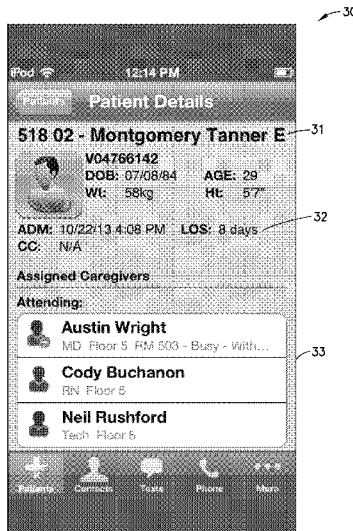 30
iPod 12:14 PM
Patients Patient Details
518 02 - Montgomery Tanner E 31
V04766142
DOB: 07/08/84 AGE: 29
Wt: 58kg Ht: 5'7"
ADM: 10/22/13 4:08 PM LOS: 8 days 32
CC: N/A
Assigned Caregivers
Attending:
Austin Wright
MD Floor 5 RM 503 - Busy - With...
33
Cody Buchanon
RN Floor 5
Neil Rushford
Tech Floor 5
Patients Contacts Texts Phone More